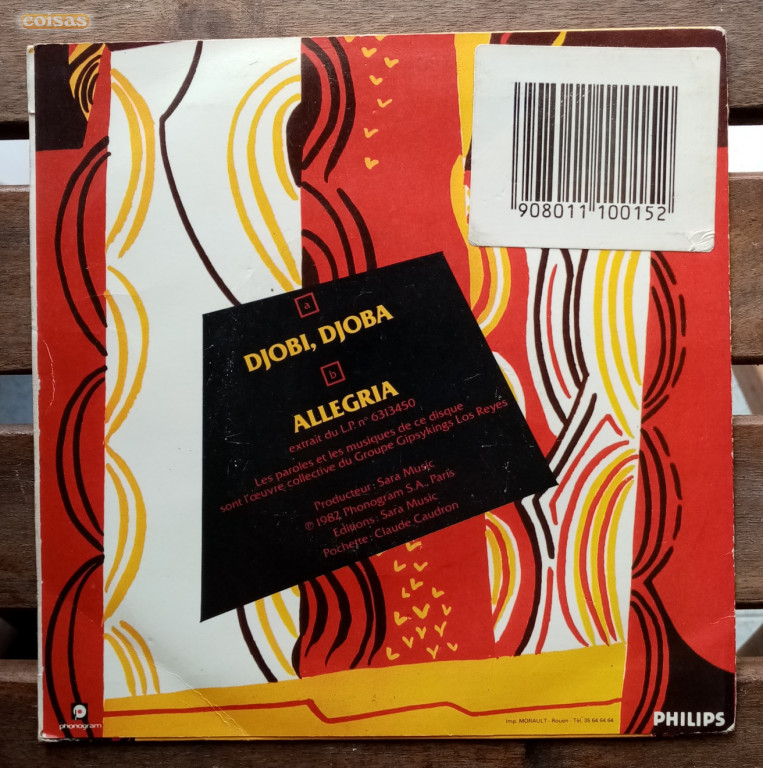 coisas
908011 100152
a
DJOBI, DJOBA
b
ALLEGRIA
extrait du L.P. n° 6313450
Les paroles et les musiques de ce disque
sont l'œuvre collective du Groupe Gipsykings Los Reyes
Producteur: Sara Music
℗ 1982 Phonogram S.A., Paris
Editions: Sara Music
Pochette: Claude Caudron
phonogram
Imp. MORAULT - Rouen - Tél. 35 64 64 64
PHILIPS